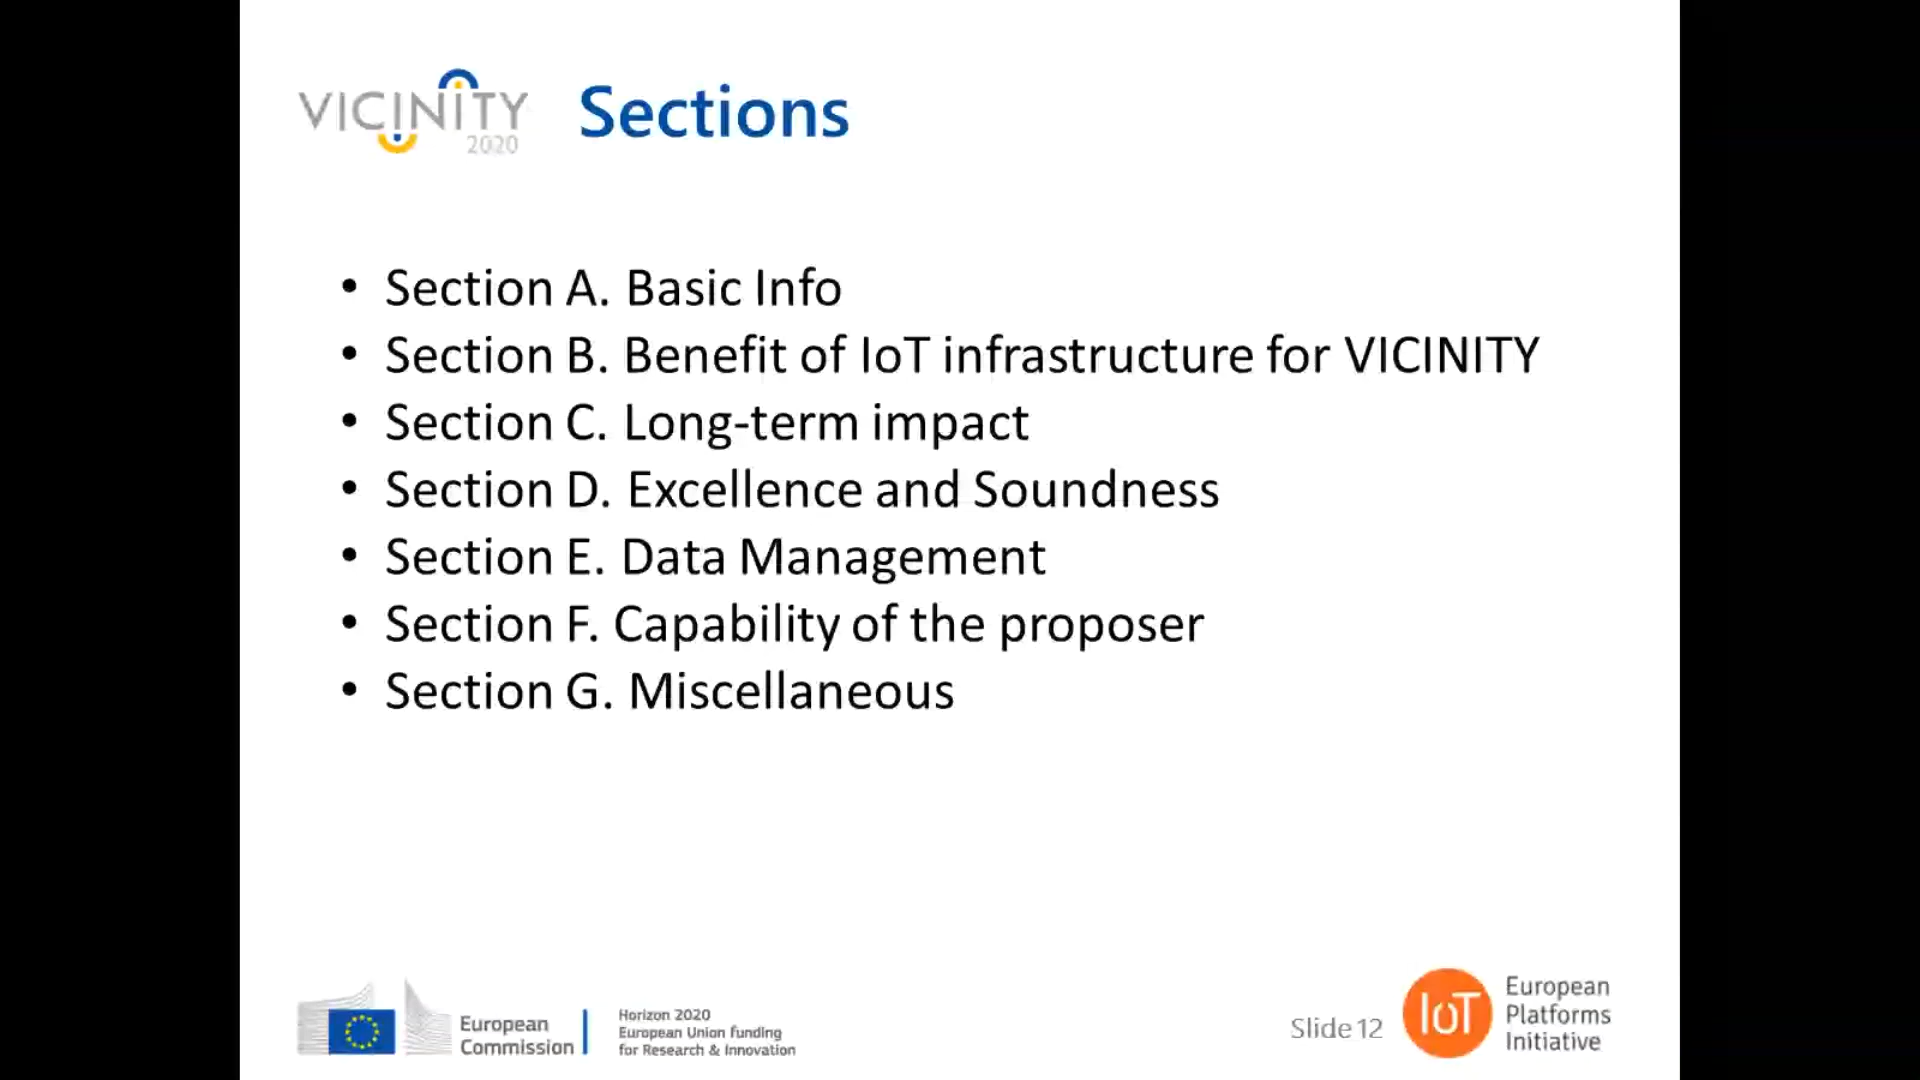 VICINITY
2020
Sections
• Section A. Basic Info
• Section B. Benefit of IoT infrastructure for VICINITY
• Section C. Long-term impact
• Section D. Excellence and Soundness
• Section E. Data Management
• Section F. Capability of the proposer
• Section G. Miscellaneous
European
Commission
Horizon 2020
European Union funding
for Research & Innovation
Slide 12
IoT
European
Platforms
Initiative